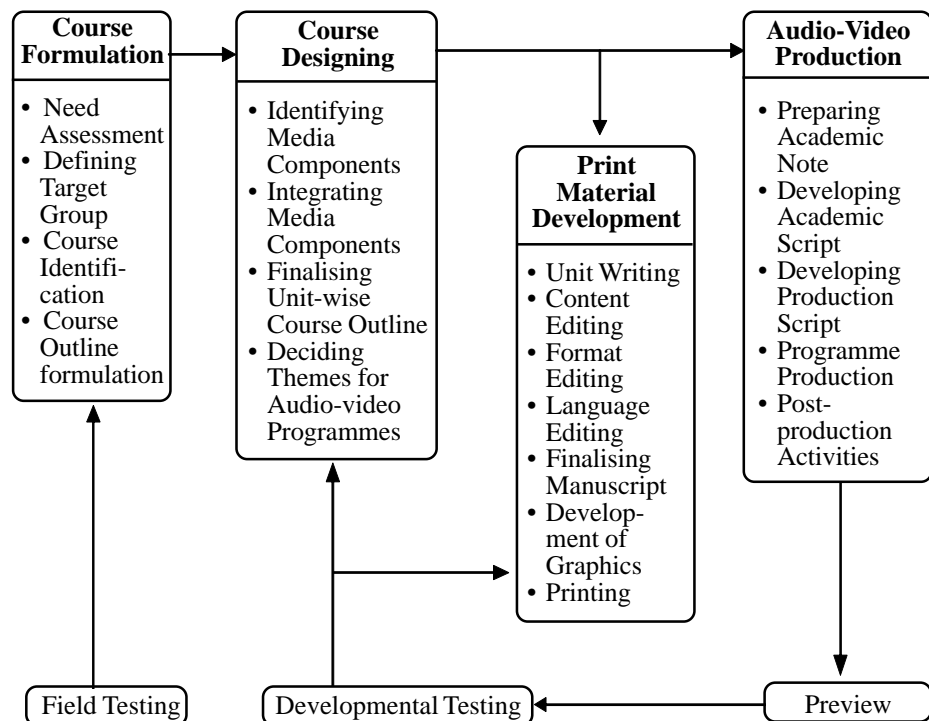 Course
Formulation
• Need
Assessment
• Defining
Target
Group
• Course
Identifi-
cation
• Course
Outline
formulation
Course
Designing
• Identifying
Media
Components
• Integrating
Media
Components
• Finalising
Unit-wise
Course Outline
• Deciding
Themes for
Audio-video
Programmes
Print
Material
Development
• Unit Writing
• Content
Editing
• Format
Editing
• Language
Editing
• Finalising
Manuscript
• Develop-
ment of
Graphics
• Printing
Audio-Video
Production
• Preparing
Academic
Note
• Developing
Academic
Script
• Developing
Production
Script
• Programme
Production
• Post-
production
Activities
Field Testing
Developmental Testing
Preview